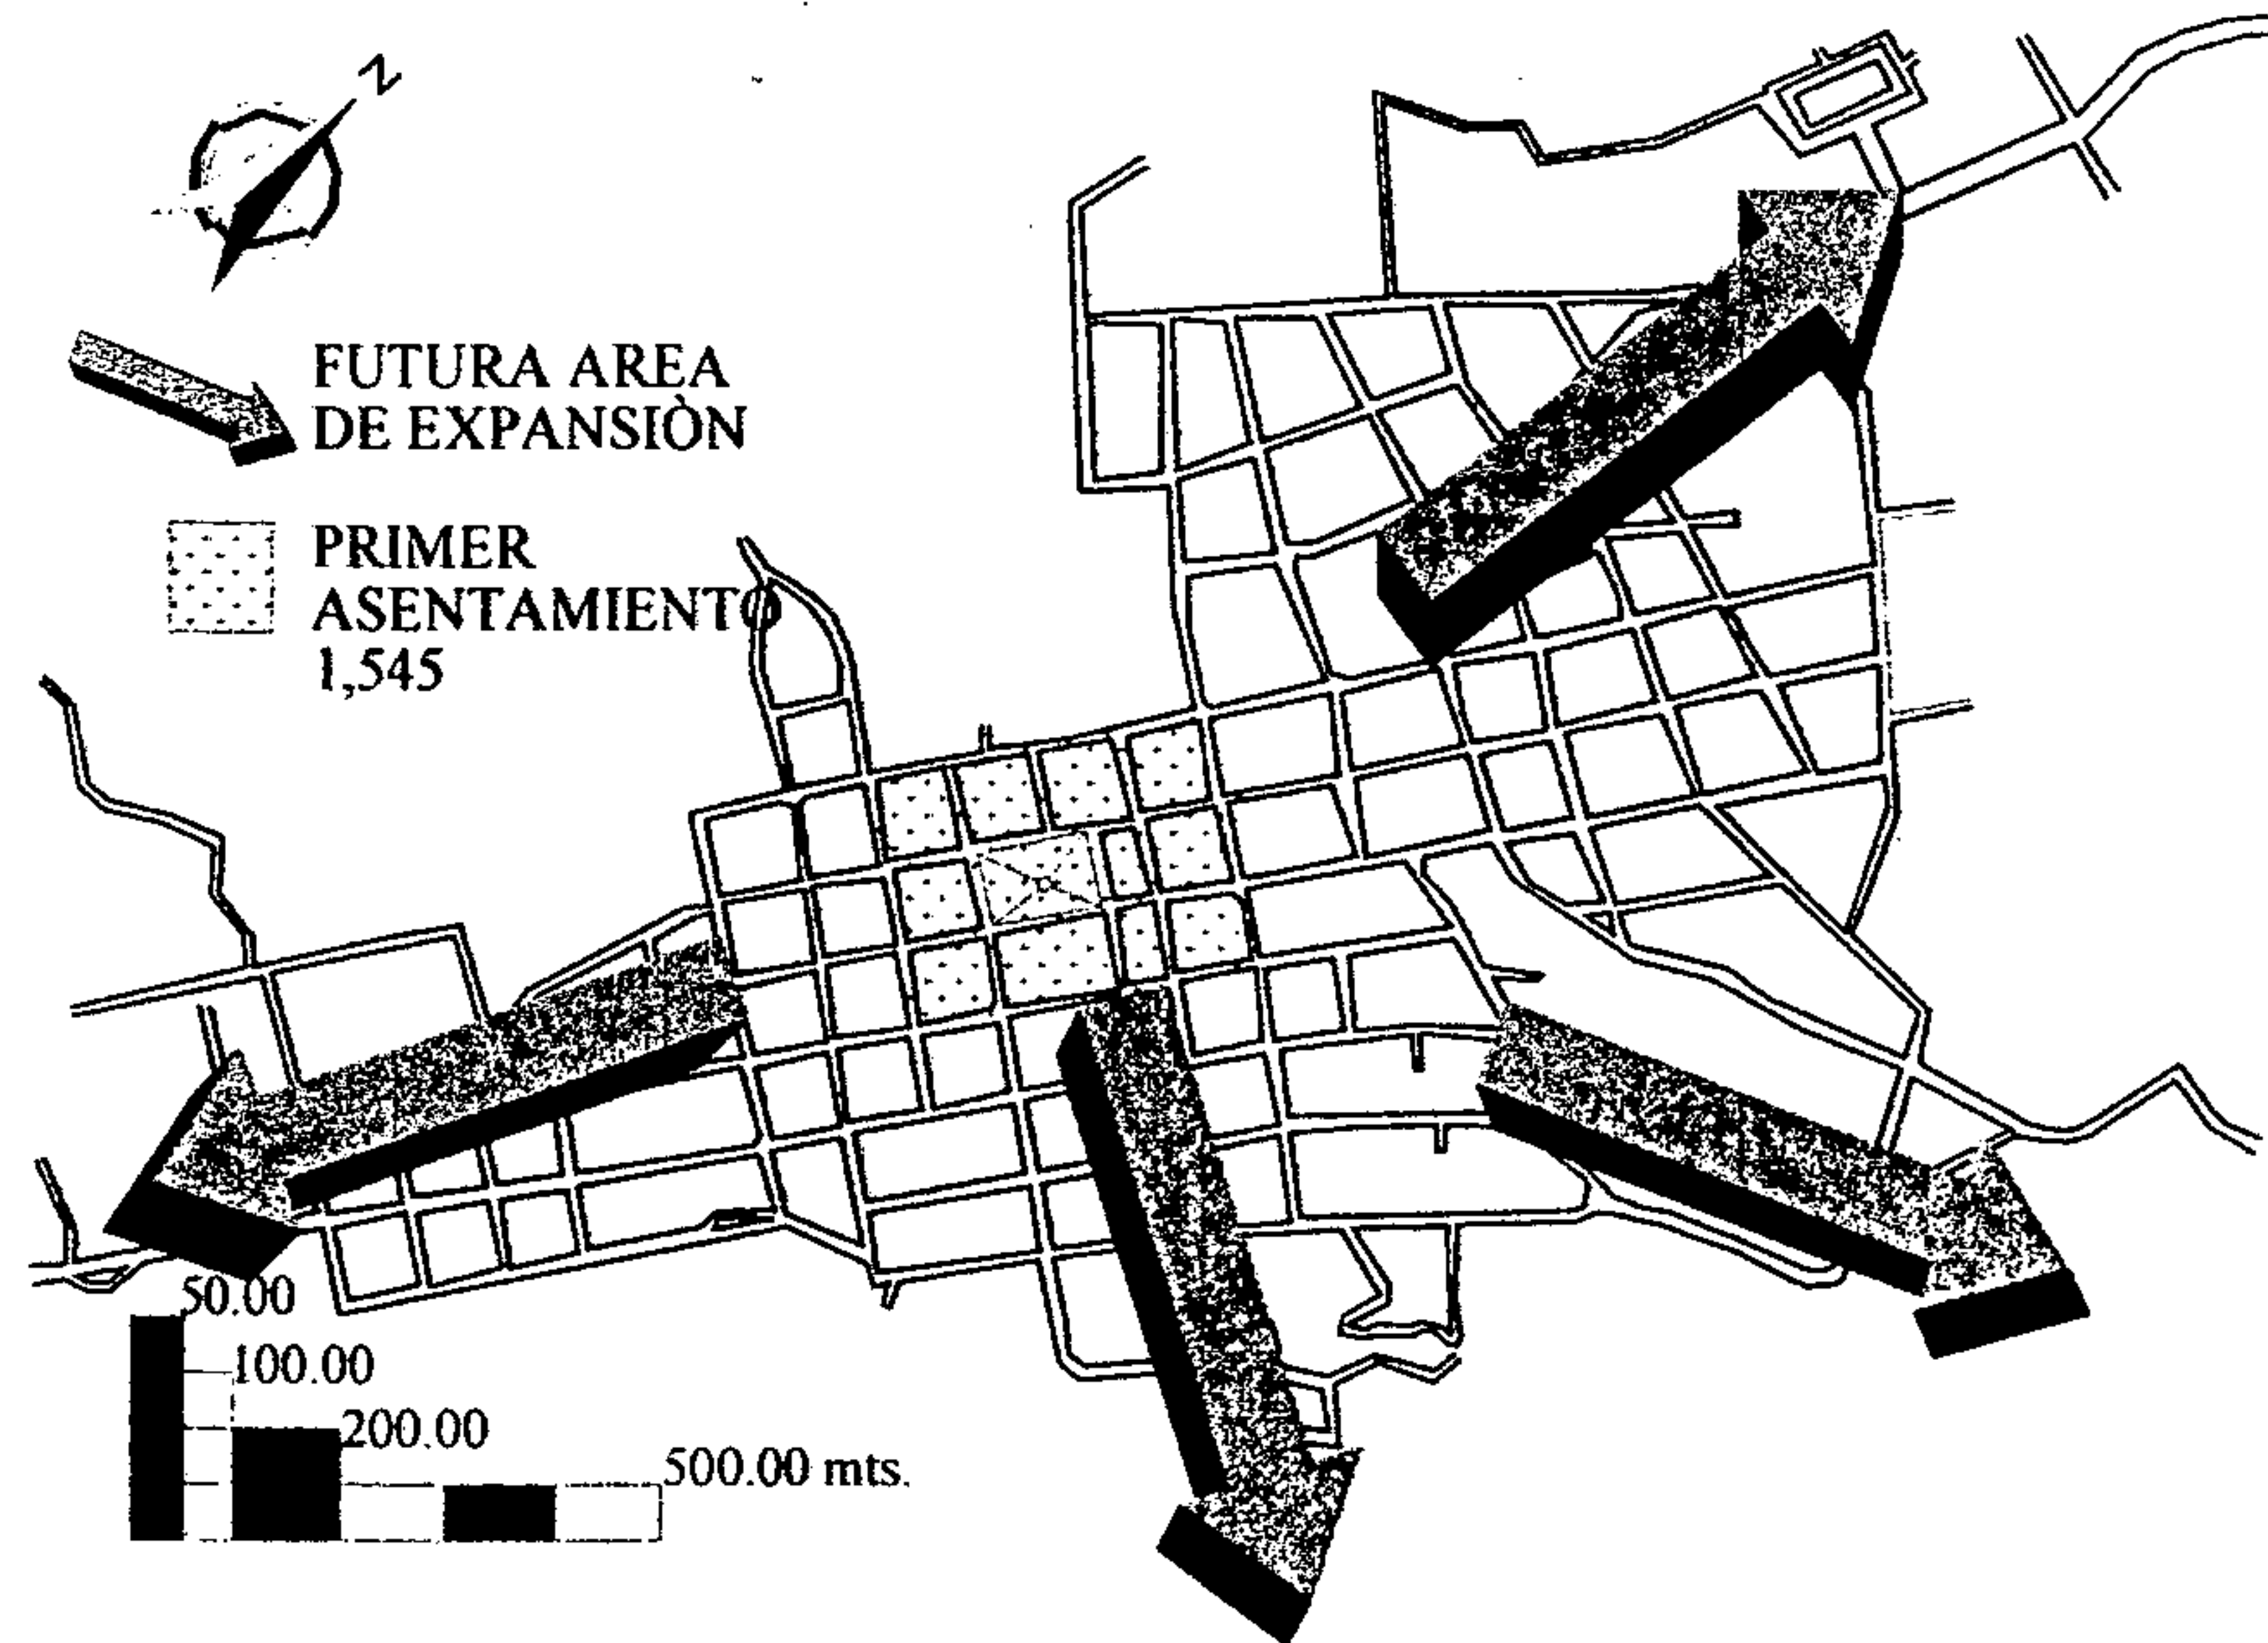 N
FUTURA AREA
DE EXPANSIÒN
PRIMER
ASENTAMIENTO
1,545
50.00
100.00
200.00
500.00 mts.